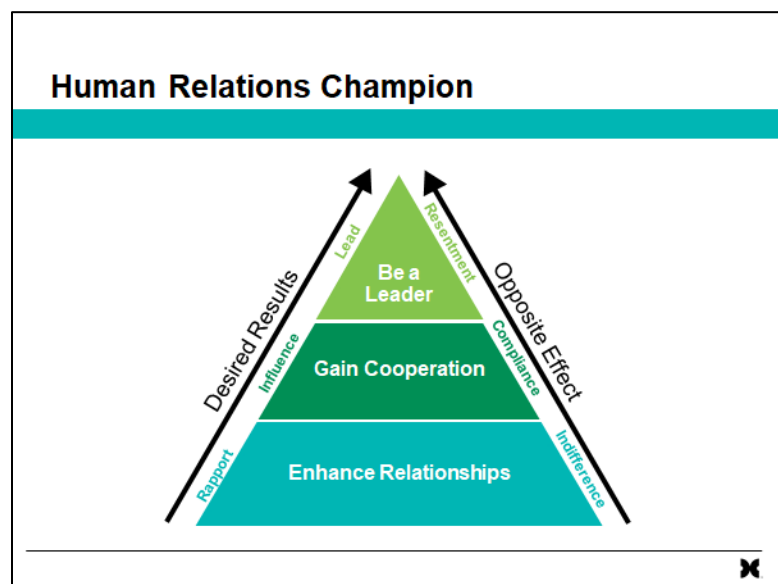 Human Relations Champion
Desired Results
Lead
Influence
Rapport
Be a
Leader
Gain Cooperation
Enhance Relationships
Resentment
Compliance
Indifference
Opposite Effect